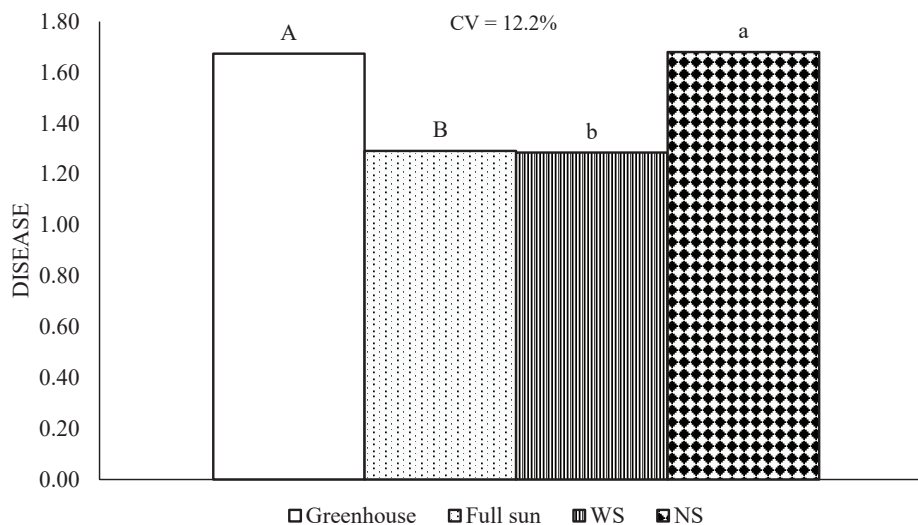 CV = 12.2%
1.80
1.60
1.40
1.20
1.00
0.80
0.60
0.40
0.20
0.00
DISEASE
A
B
b
a
Greenhouse
Full sun
WS
NS